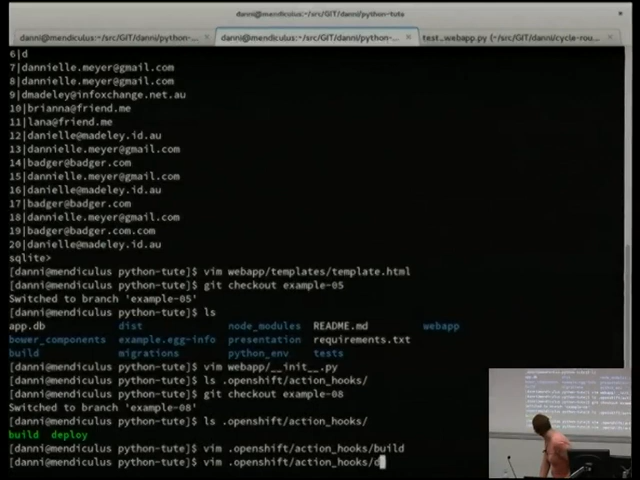 danni@mendiculus:~/src/GIT/danni/python-tute
danni@mendiculus:~/src/GIT/danni/python-... × danni@mendiculus:~/src/GIT/danni/python-... × test_webapp.py (~/src/GIT/danni/cycle-rou... ×
6|d
7|dannielle.meyer@gmail.com
8|dannielle.meyer@gmail.com
9|dmadeley@infoxchange.net.au
10|brianna@friend.me
11|lana@friend.me
12|danielle@madeley.id.au
13|danielle.meyer@gmail.com
14|badger@badger.com
15|dannielle.meyer@gmail.com
16|danielle@madeley.id.au
17|badger@badger.com
18|dannielle.meyer@gmail.com
19|badger@badger.com.com
20|danielle@madeley.id.au
sqlite>
[danni@mendiculus python-tute]$ vim webapp/templates/template.html
[danni@mendiculus python-tute]$ git checkout example-05
Switched to branch 'example-05'
[danni@mendiculus python-tute]$ ls
app.db dist node_modules README.md webapp
bower_components example.egg-info presentation requirements.txt
build migrations python_env tests
[danni@mendiculus python-tute]$ vim webapp/__init__.py
[danni@mendiculus python-tute]$ ls .openshift/action_hooks/
[danni@mendiculus python-tute]$ git checkout example-08
Switched to branch 'example-08'
[danni@mendiculus python-tute]$ ls .openshift/action_hooks/
build deploy
[danni@mendiculus python-tute]$ vim .openshift/action_hooks/build
[danni@mendiculus python-tute]$ vim .openshift/action_hooks/d